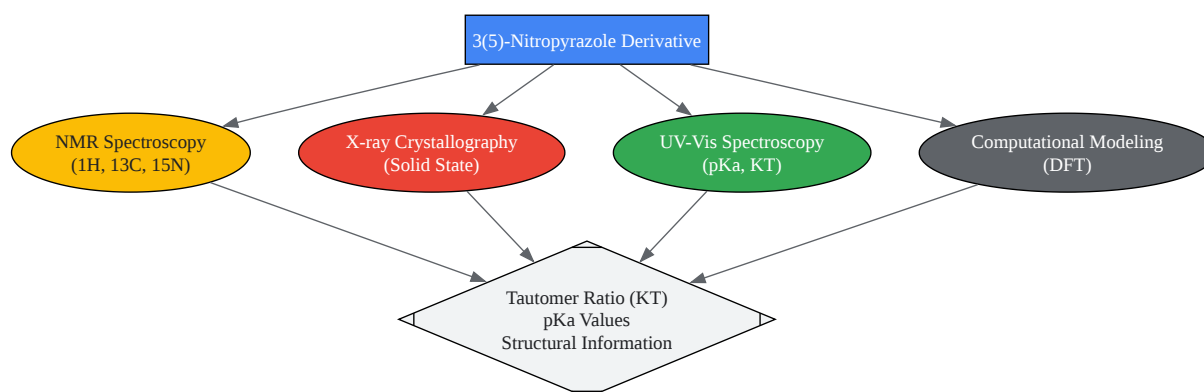 3(5)-Nitropyrazole Derivative
NMR Spectroscopy
(1H, 13C, 15N)
X-ray Crystallography
(Solid State)
UV-Vis Spectroscopy
(pKa, KT)
Computational Modeling
(DFT)
Tautomer Ratio (KT)
pKa Values
Structural Information